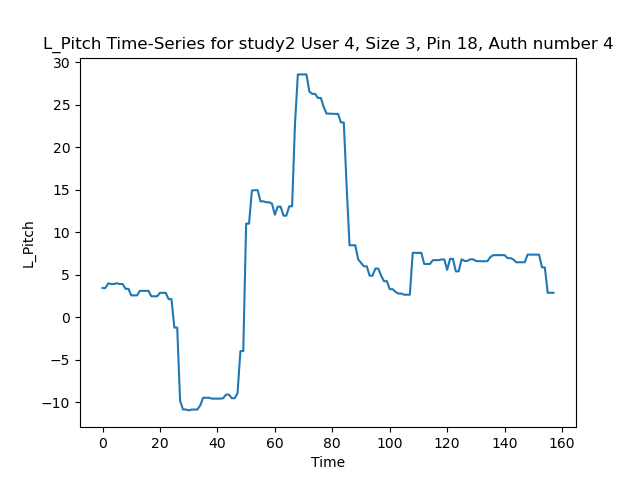 L_Pitch Time-Series for study2 User 4, Size 3, Pin 18, Auth number 4
30
25
20
15
10
5
0
−5
−10
L_Pitch
0 20 40 60 80 100 120 140 160
Time